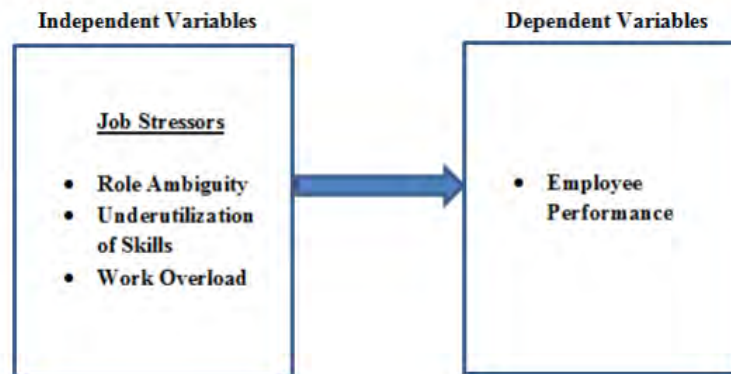 Independent Variables
Dependent Variables
Job Stressors
• Role Ambiguity
• Underutilization
of Skills
• Work Overload
• Employee
Performance